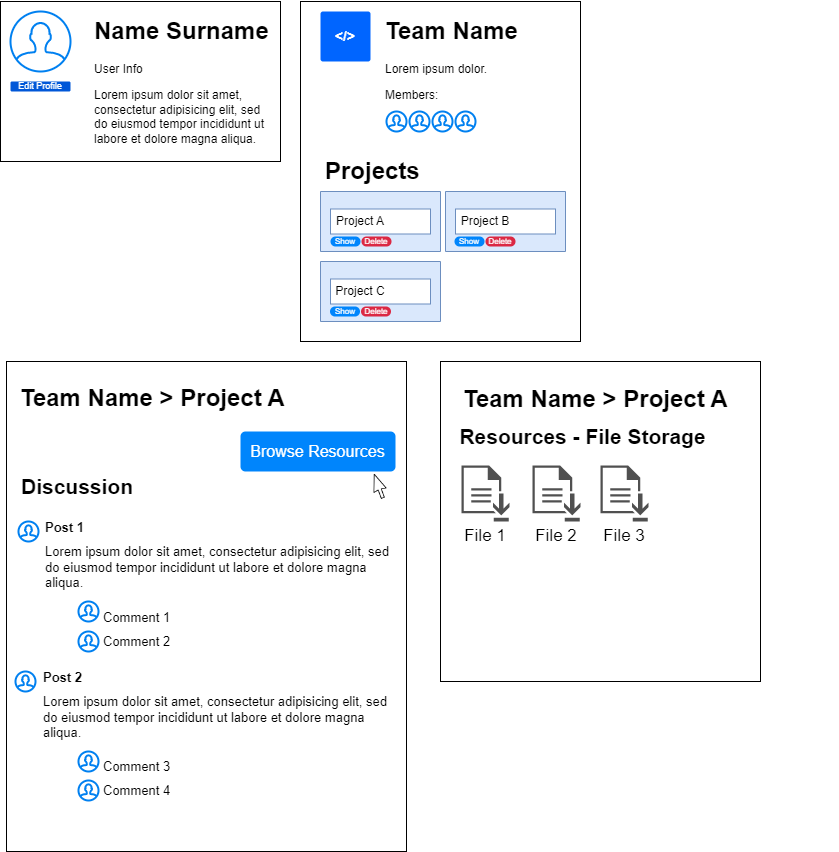 Name Surname
Edit Profile
User Info
Lorem ipsum dolor sit amet,
consectetur adipisicing elit, sed
do eiusmod tempor incididunt ut
labore et dolore magna aliqua.
</>
Team Name
Lorem ipsum dolor.
Members:
Projects
Project A
Show Delete
Project B
Show Delete
Project C
Show Delete
Team Name > Project A
Browse Resources
Discussion
Post 1
Lorem ipsum dolor sit amet, consectetur adipisicing elit, sed
do eiusmod tempor incididunt ut labore et dolore magna
aliqua.
Comment 1
Comment 2
Post 2
Lorem ipsum dolor sit amet, consectetur adipisicing elit, sed
do eiusmod tempor incididunt ut labore et dolore magna
aliqua.
Comment 3
Comment 4
Team Name > Project A
Resources - File Storage
File 1
File 2
File 3